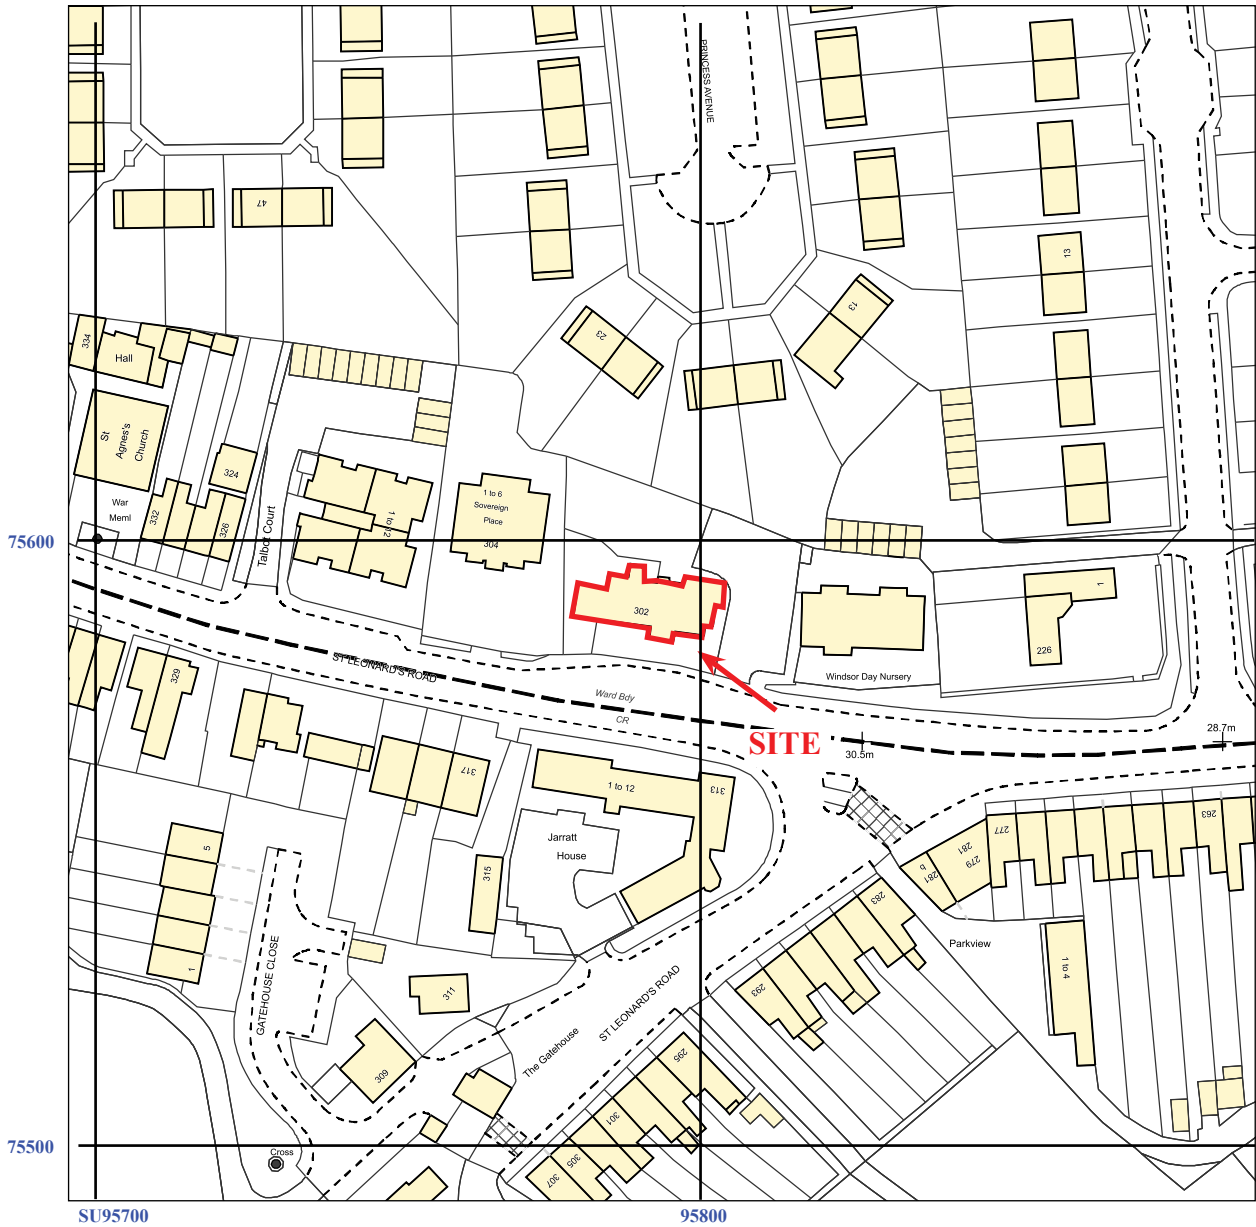 PRINCESS AVENUE
47
13
13
23
334
Hall
St
Agnes's
Church
324
War
Meml
332
326
Talbot Court
1 to 12
1 to 6
Sovereign
Place
304
75600
302
1
226
Windsor Day Nursery
ST LEONARD'S ROAD
Ward Bdy
CR
SITE
30.5m
28.7m
329
317
1 to 12
313
Jarratt
House
315
5
1
GATEHOUSE CLOSE
311
309
The Gatehouse
ST LEONARD'S ROAD
277
263
281
279
281
b
283
293
Parkview
1 to 4
295
301
305
307
75500
Cross
SU95700
95800